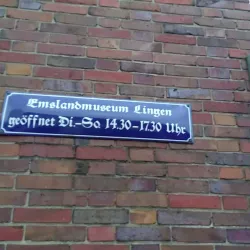 Emslandmuseum Lingen
geöffnet Di.-So. 14.30-17.30 Uhr